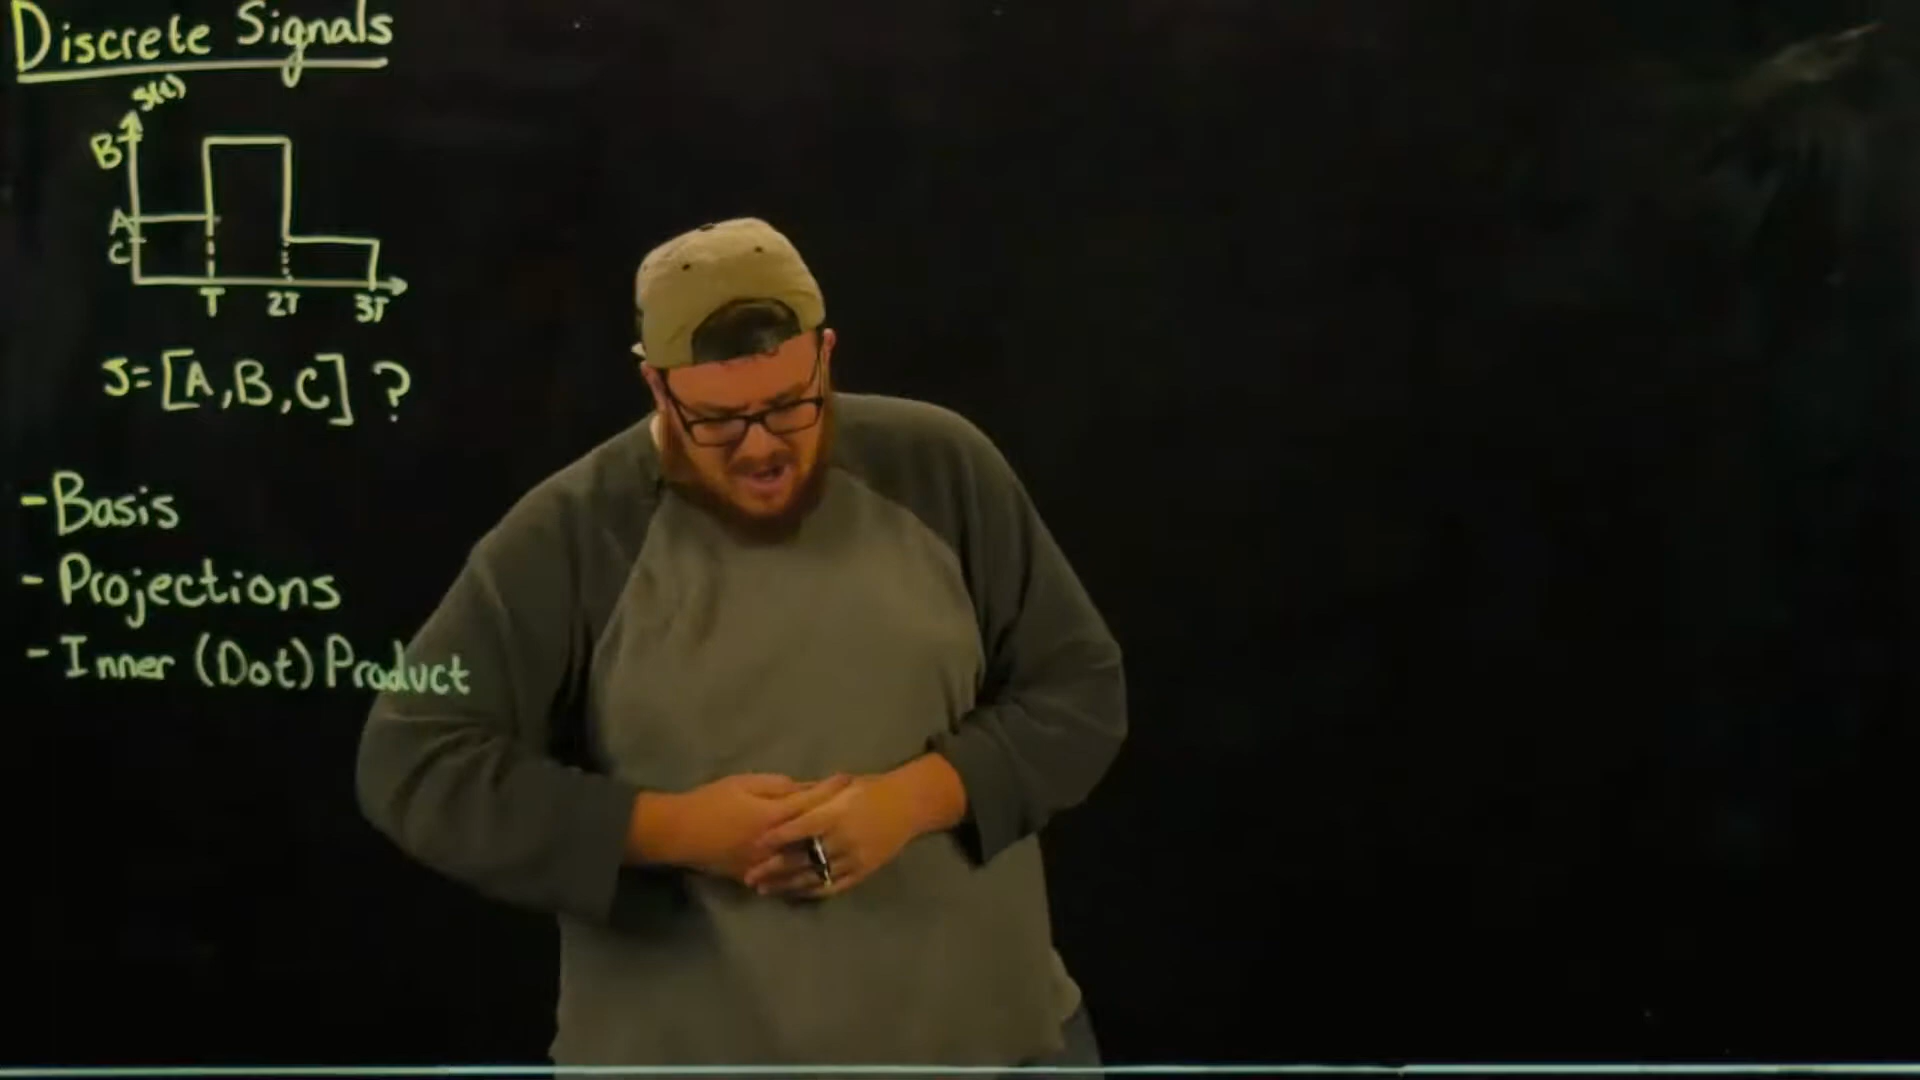 Discrete Signals
s(t)
B
A
C
T 2T 3T
S=[A,B,C]?
-Basis
- Projections
- Inner (Dot) Product